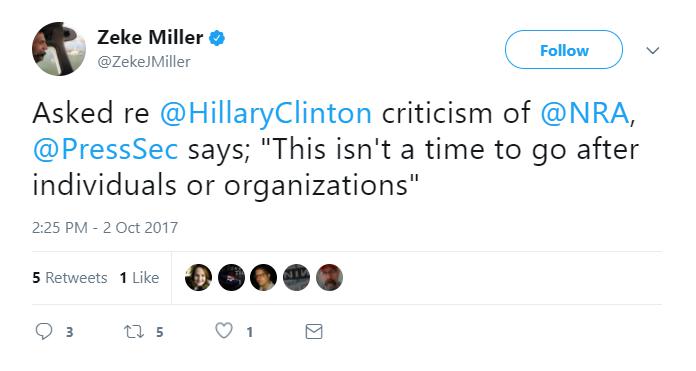 Zeke Miller
@ZekeJMiller
Follow
Asked re @HillaryClinton criticism of @NRA,
@PressSec says; "This isn't a time to go after
individuals or organizations"
2:25 PM - 2 Oct 2017
5 Retweets 1 Like
3 5 1